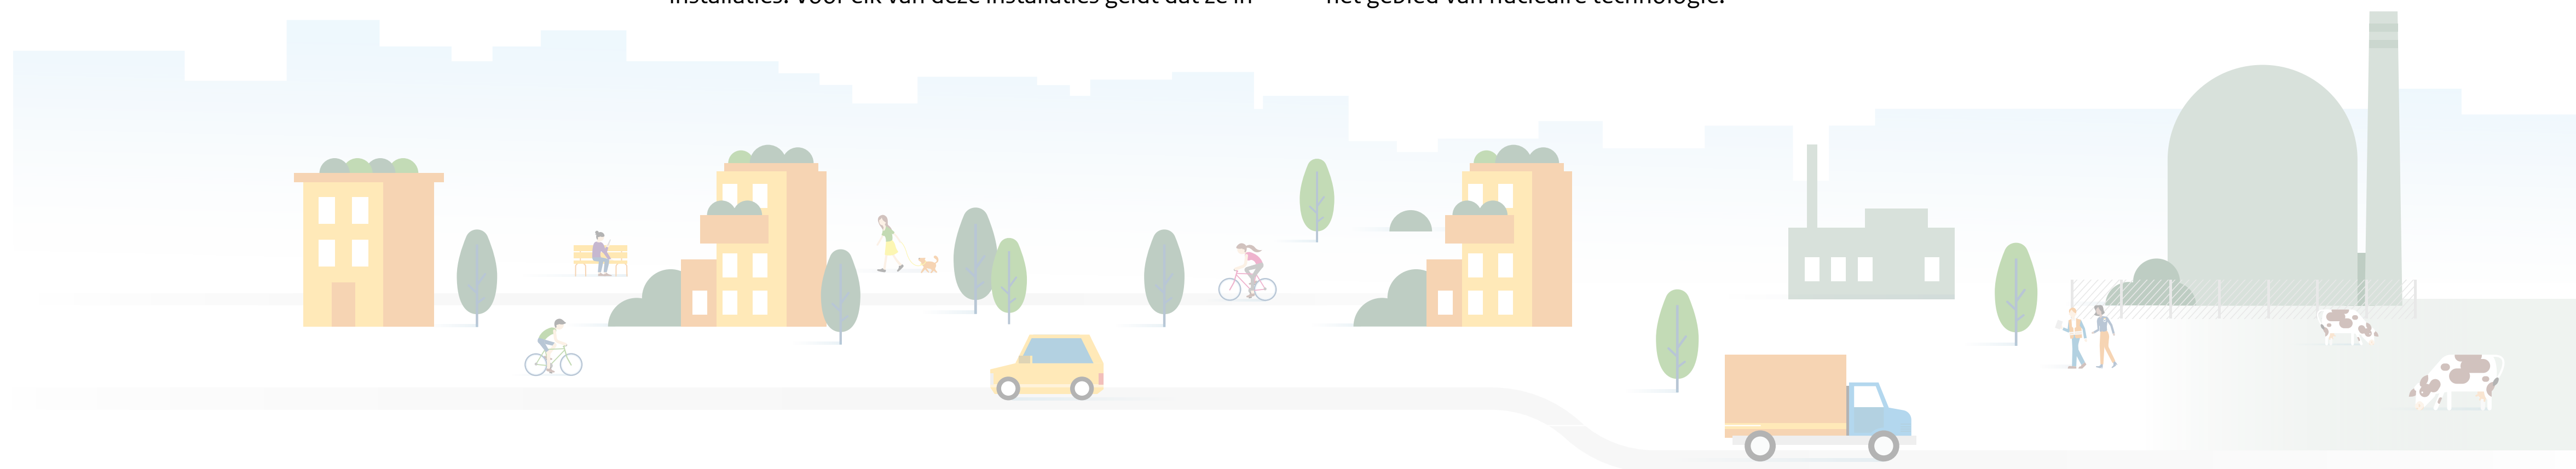 installaties. Voor elk van deze installaties geldt dat ze in
het gebied van nucleaire technologie.